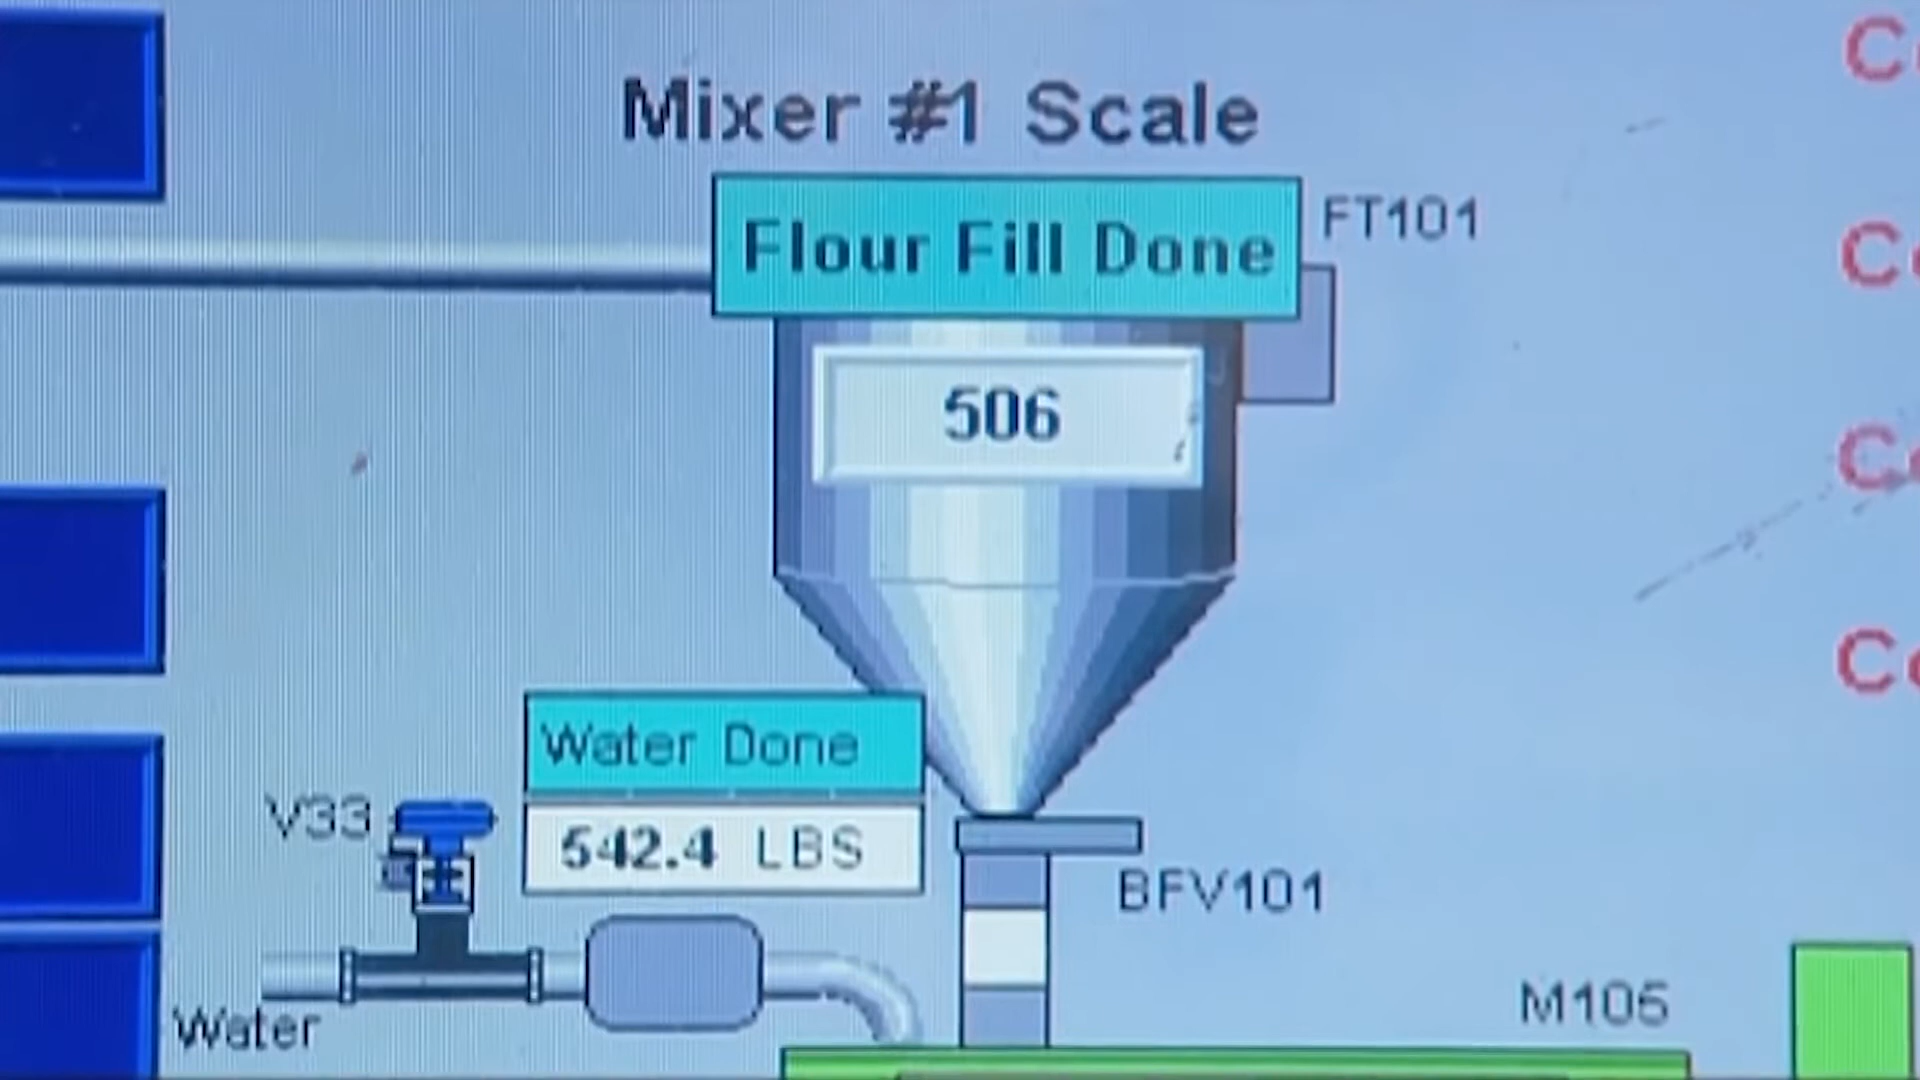 Mixer #1 Scale
Flour Fill Done
FT101
506
Water Done
V33
542.4 LBS
BFV101
M105
Water